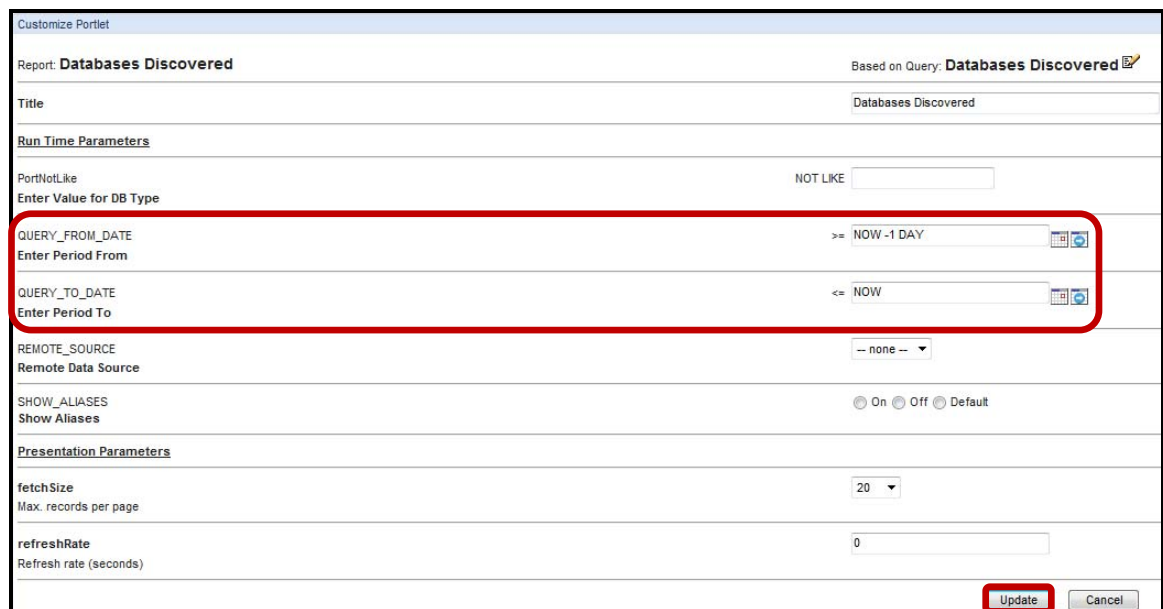 Customize Portlet
Report: Databases Discovered Based on Query: Databases Discovered
Title Databases Discovered
Run Time Parameters
PortNotLike NOT LIKE
Enter Value for DB Type
QUERY_FROM_DATE >= NOW -1 DAY
Enter Period From
QUERY_TO_DATE <= NOW
Enter Period To
REMOTE_SOURCE -- none --
Remote Data Source
SHOW_ALIASES On Off Default
Show Aliases
Presentation Parameters
fetchSize 20
Max. records per page
refreshRate 0
Refresh rate (seconds)
Update Cancel